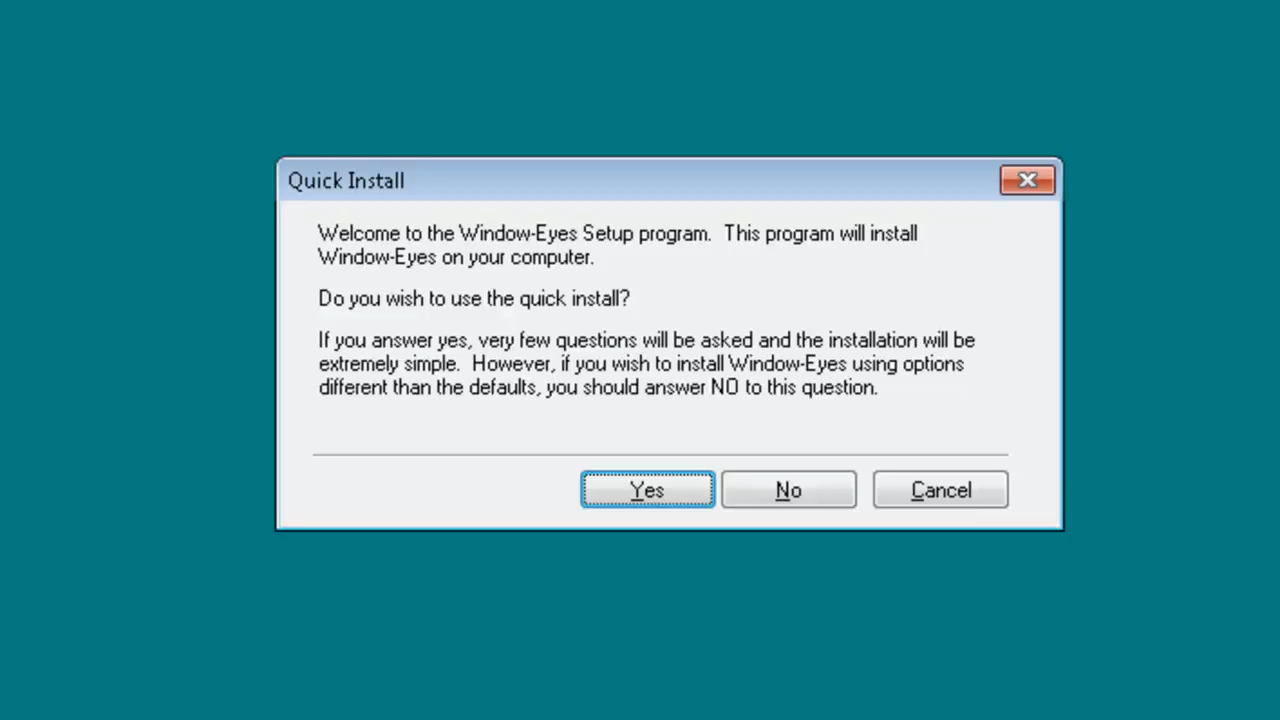 Quick Install
Welcome to the Window-Eyes Setup program.  This program will install
Window-Eyes on your computer.
Do you wish to use the quick install?
If you answer yes, very few questions will be asked and the installation will be
extremely simple.  However, if you wish to install Window-Eyes using options
different than the defaults, you should answer NO to this question.
Yes No Cancel